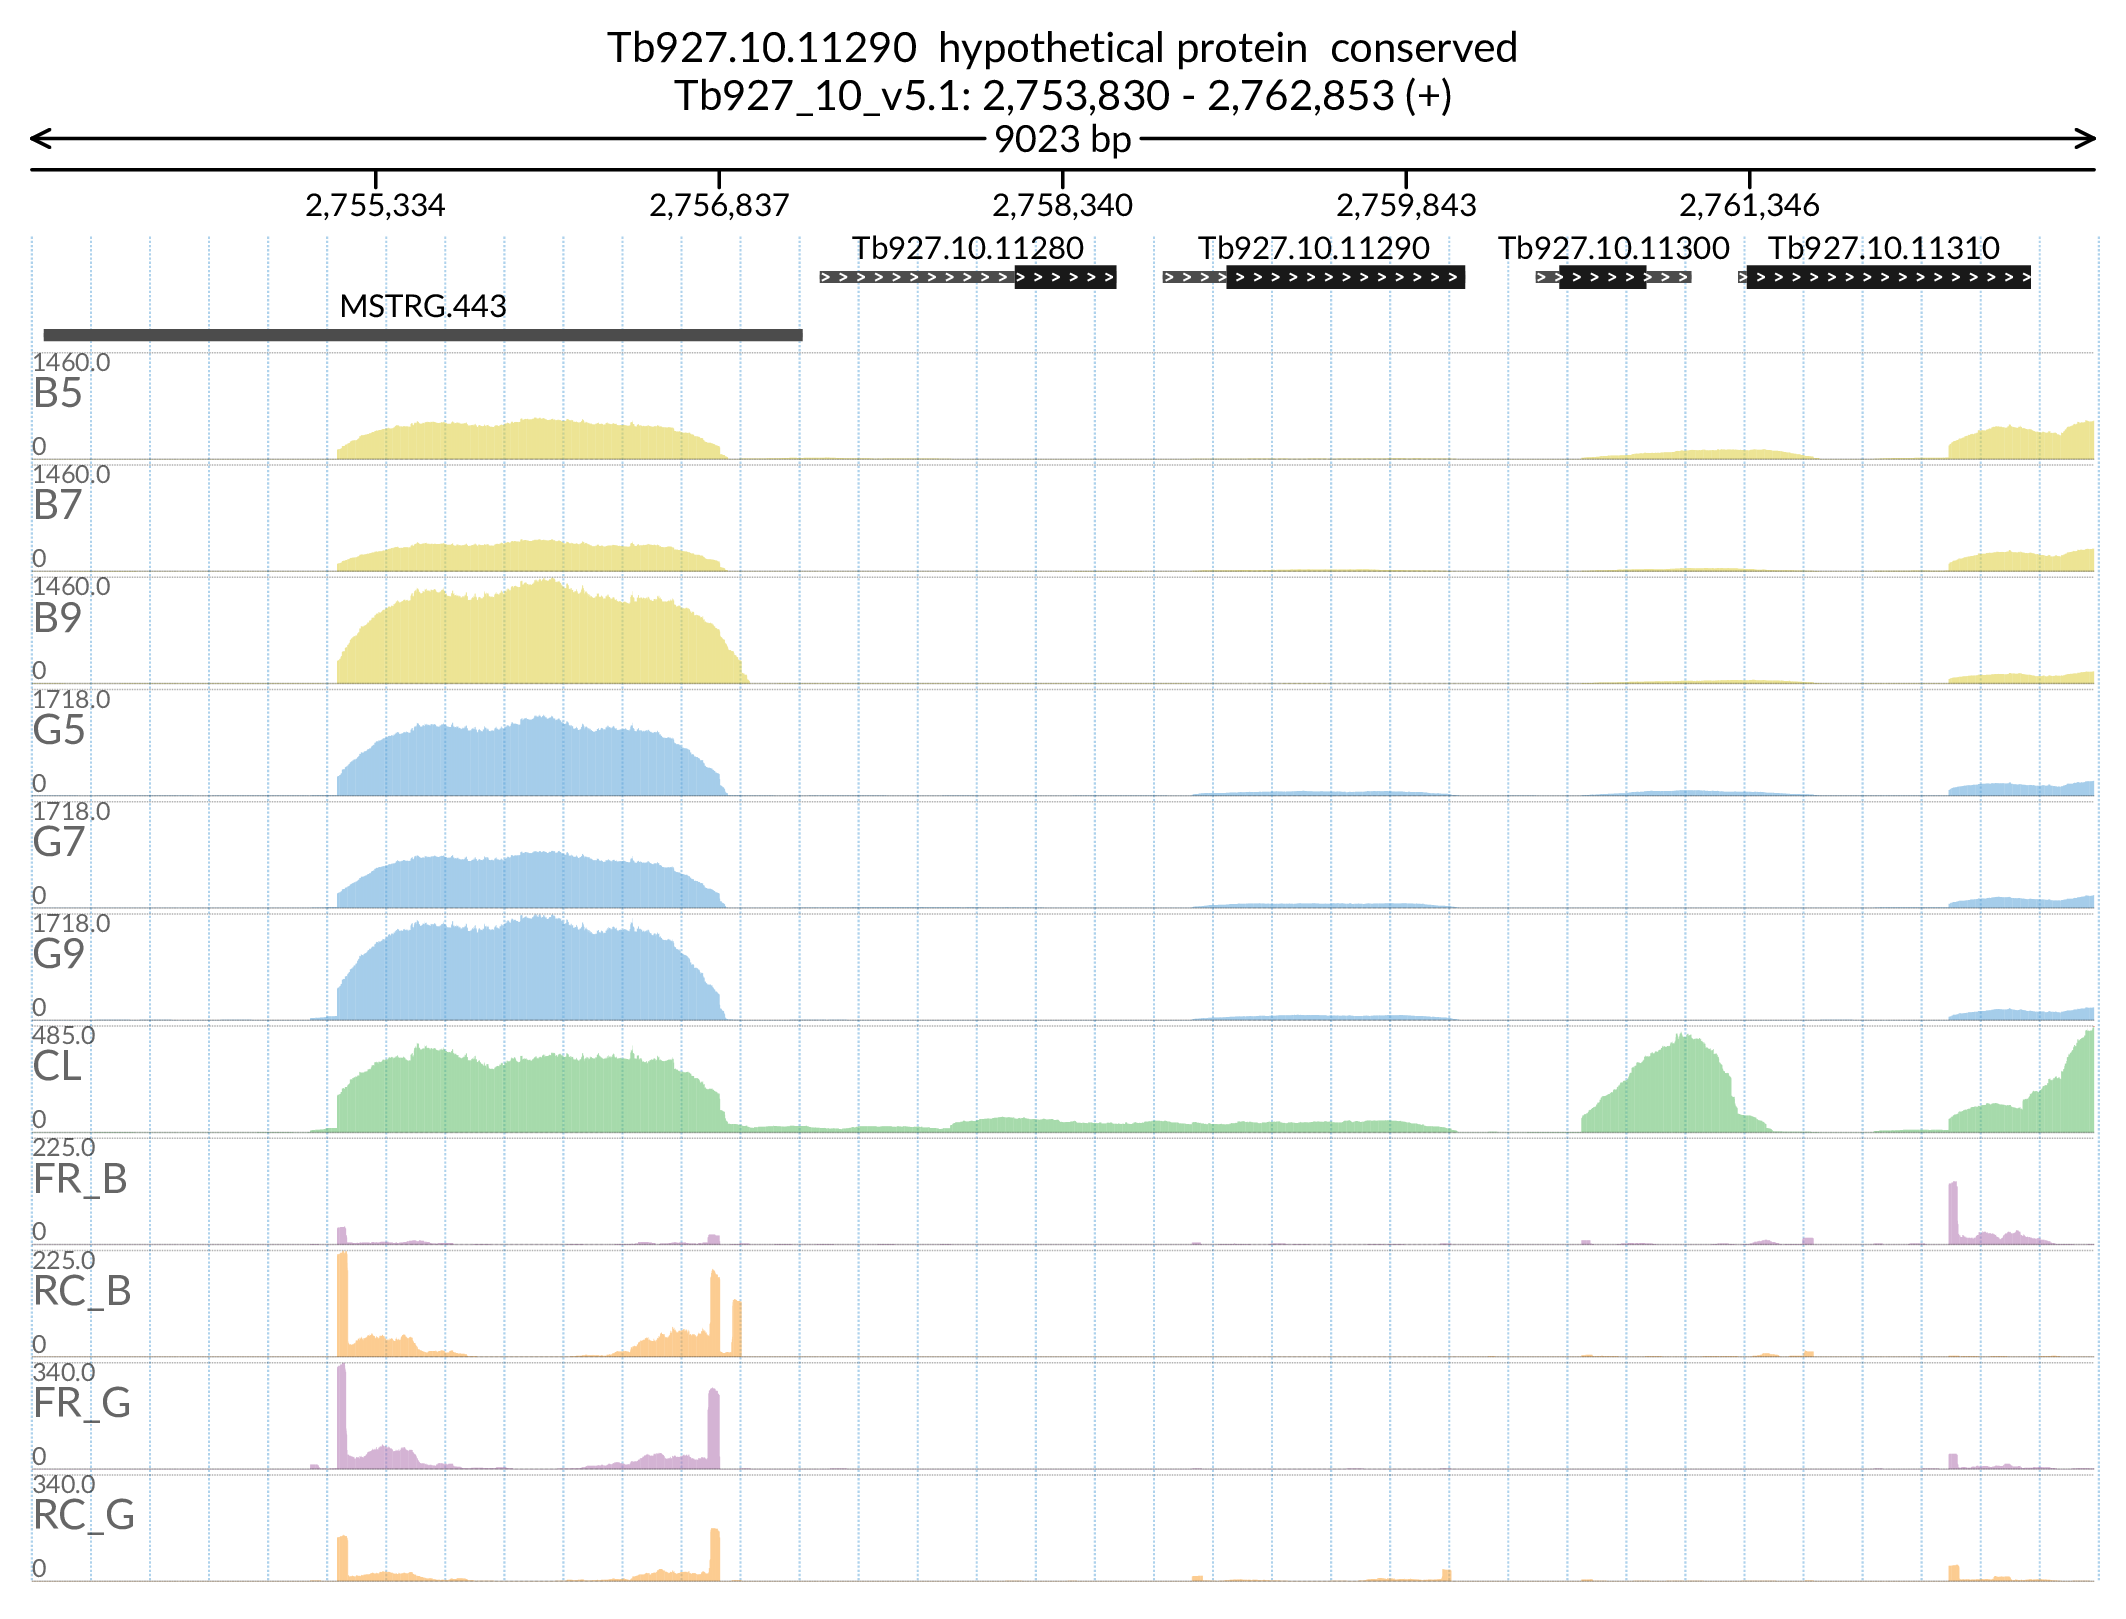 Tb927.10.11290 hypothetical protein conserved
Tb927_10_v5.1: 2,753,830 - 2,762,853 (+)
9023 bp
2,755,334 2,756,837 2,758,340 2,759,843 2,761,346
Tb927.10.11280 Tb927.10.11290 Tb927.10.11300 Tb927.10.11310
MSTRG.443
1460.0
B5
0
1460.0
B7
0
1460.0
B9
0
1718.0
G5
0
1718.0
G7
0
1718.0
G9
0
485.0
CL
0
225.0
FR_B
0
225.0
RC_B
0
340.0
FR_G
0
340.0
RC_G
0